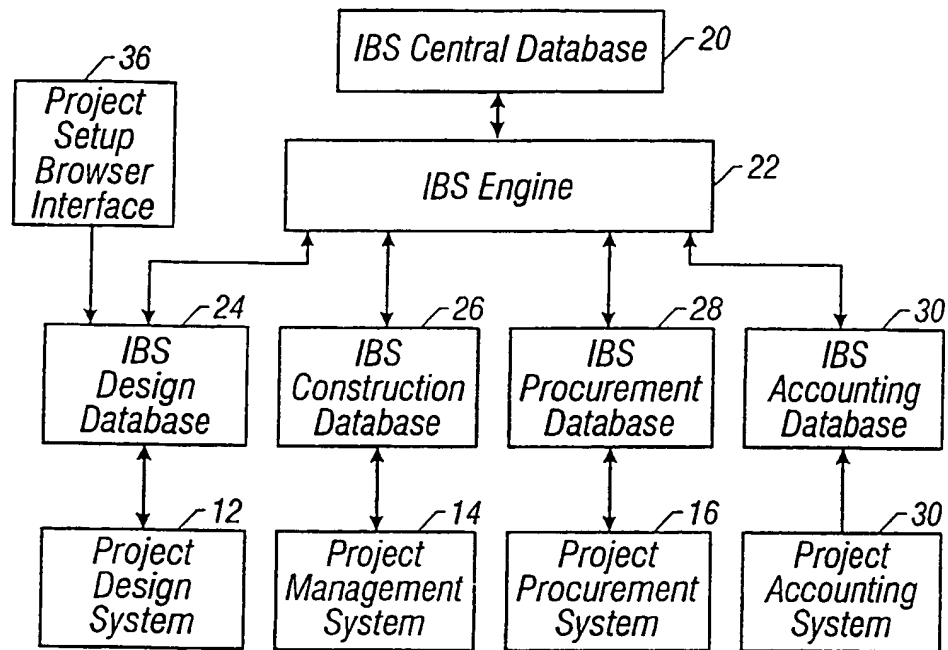 IBS Central Database
20
36
Project
Setup
Browser
Interface
IBS Engine
22
24
IBS
Design
Database
26
IBS
Construction
Database
28
IBS
Procurement
Database
30
IBS
Accounting
Database
12
Project
Design
System
14
Project
Management
System
16
Project
Procurement
System
30
Project
Accounting
System